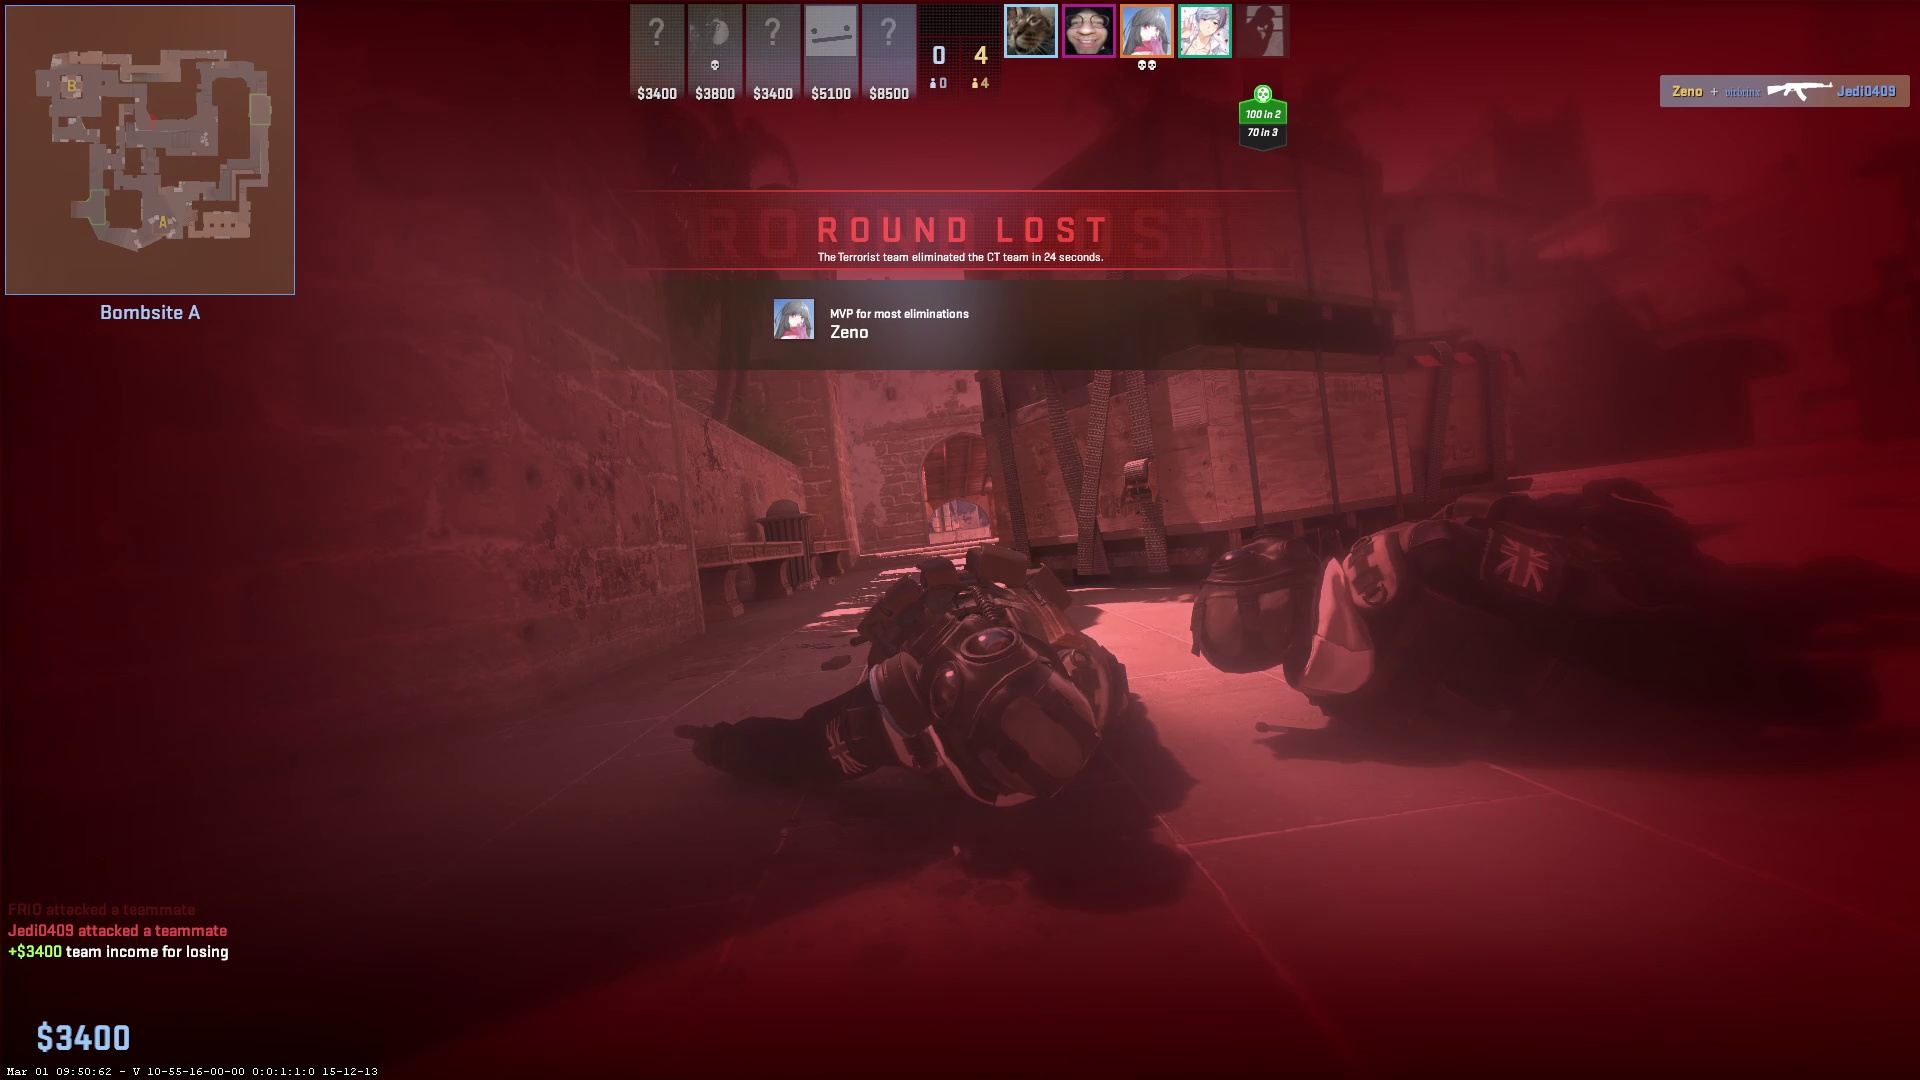 B
A
Bombsite A
?
?
?
$3400
$3800
$3400
$5100
$8500
0
4
0
4
100 in 2
70 in 3
Zeno + Jedi0409
ROUND LOST
The Terrorist team eliminated the CT team in 24 seconds.
MVP for most eliminations
Zeno
FRIO attacked a teammate
Jedi0409 attacked a teammate
+$3400 team income for losing
$3400
Mar 01 09:50:62 - V 10-55-16-00-00 0:0:1:1:0 15-12-13